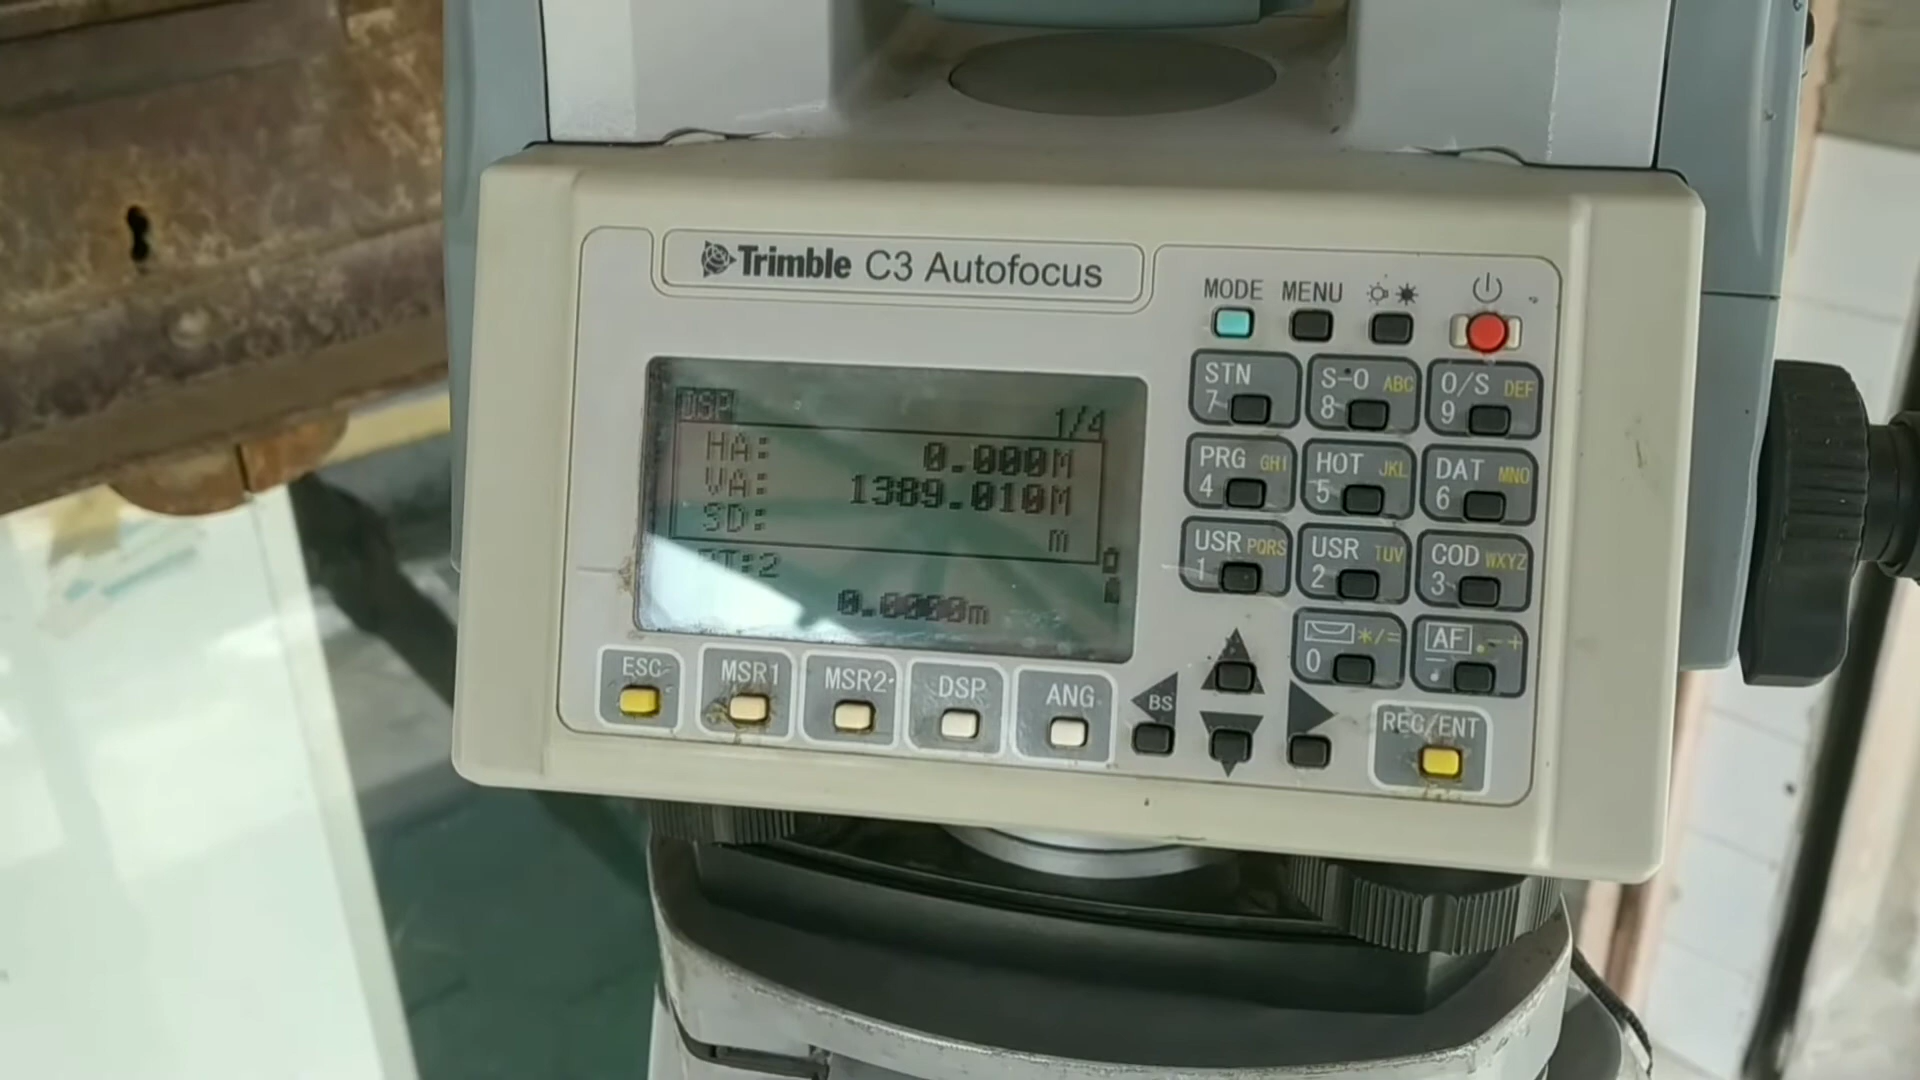 Trimble C3 Autofocus
MODE MENU
DSP 1/4
HA: 0.000M
VA: 1389.010M
SD: m
PT:2
0.0000m
STN 7
S-O ABC 8
O/S DEF 9
PRG GHI 4
HOT JKL 5
DAT MNO 6
USR PQRS 1
USR TUV 2
COD WXYZ 3
*/= 0
AF .-+
ESC MSR1 MSR2 DSP ANG BS REC/ENT